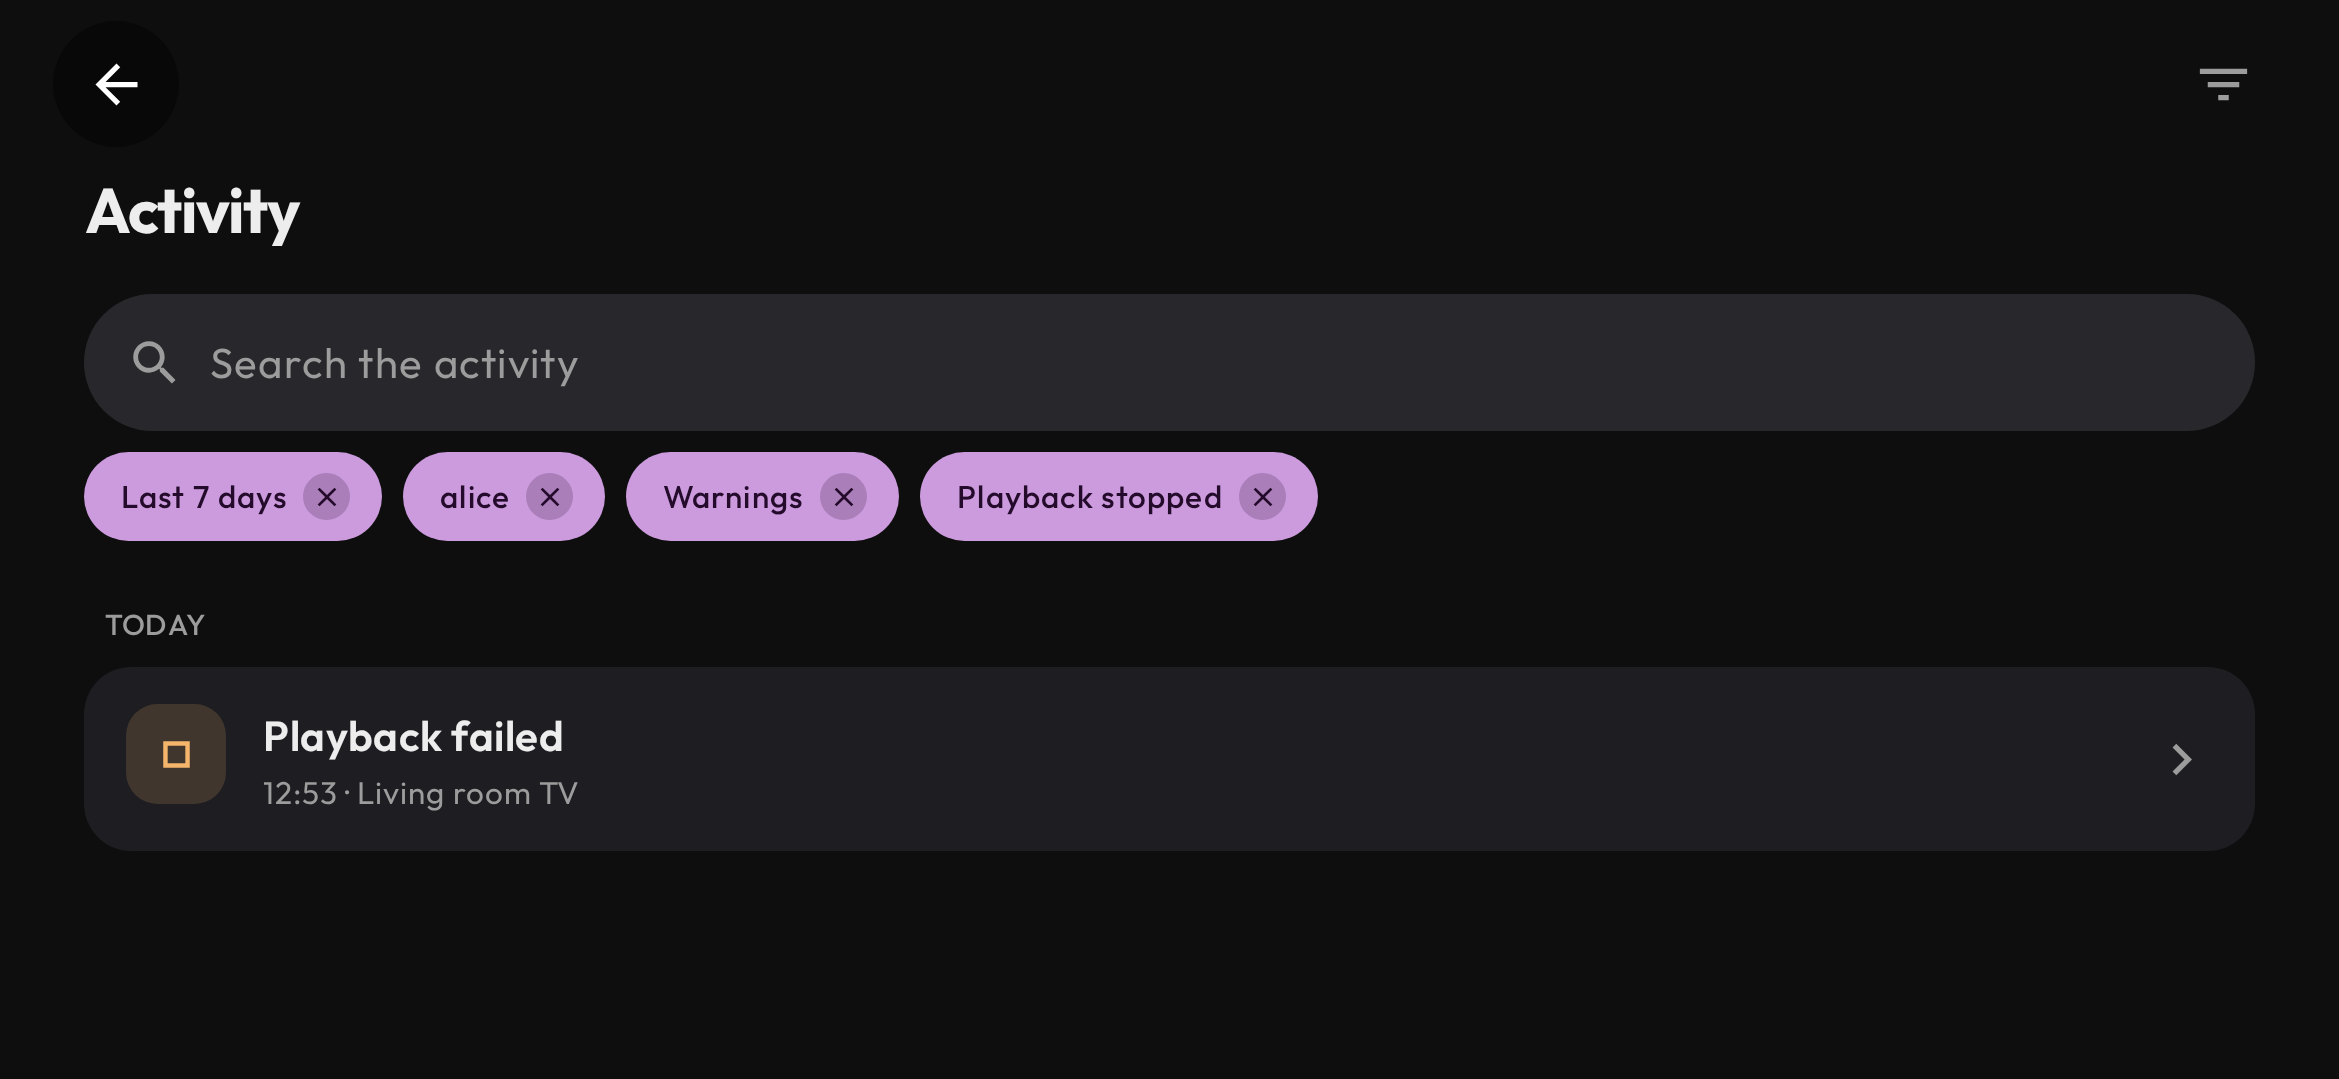 Activity
Search the activity
Last 7 days alice Warnings Playback stopped
TODAY
Playback failed
12:53 · Living room TV